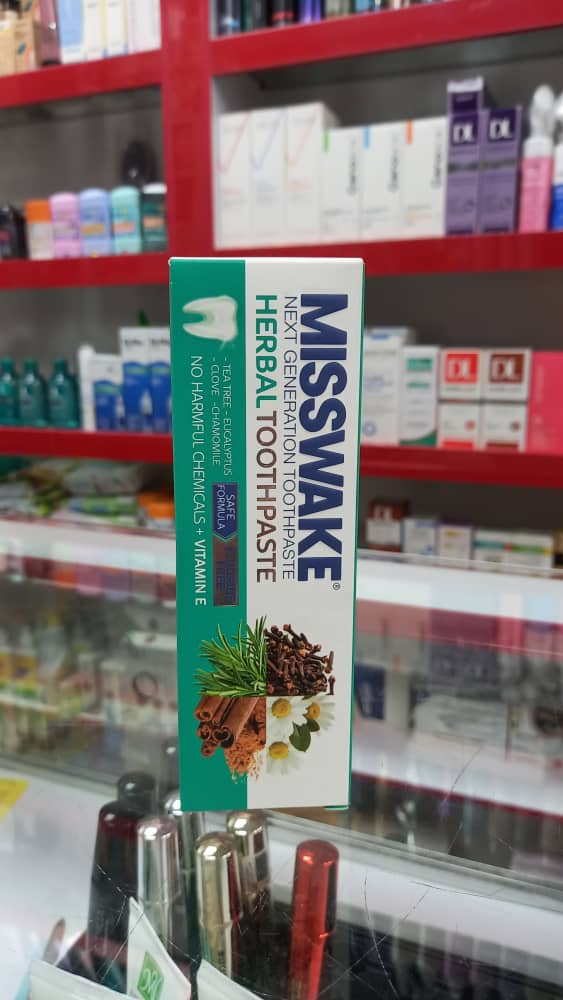 MISSWAKE®
NEXT GENERATION TOOTHPASTE
HERBAL TOOTHPASTE
- TEA TREE - EUCALYPTUS
- CLOVE -CHAMOMILE
SAFE
FORMULA
NO HARMFUL CHEMICALS + VITAMIN E
DL
DL
DL
DL